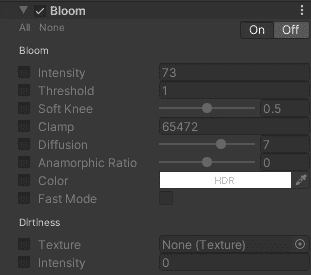 Bloom
All None On Off
Bloom
Intensity 73
Threshold 1
Soft Knee 0.5
Clamp 65472
Diffusion 7
Anamorphic Ratio 0
Color HDR
Fast Mode
Dirtiness
Texture None (Texture)
Intensity 0